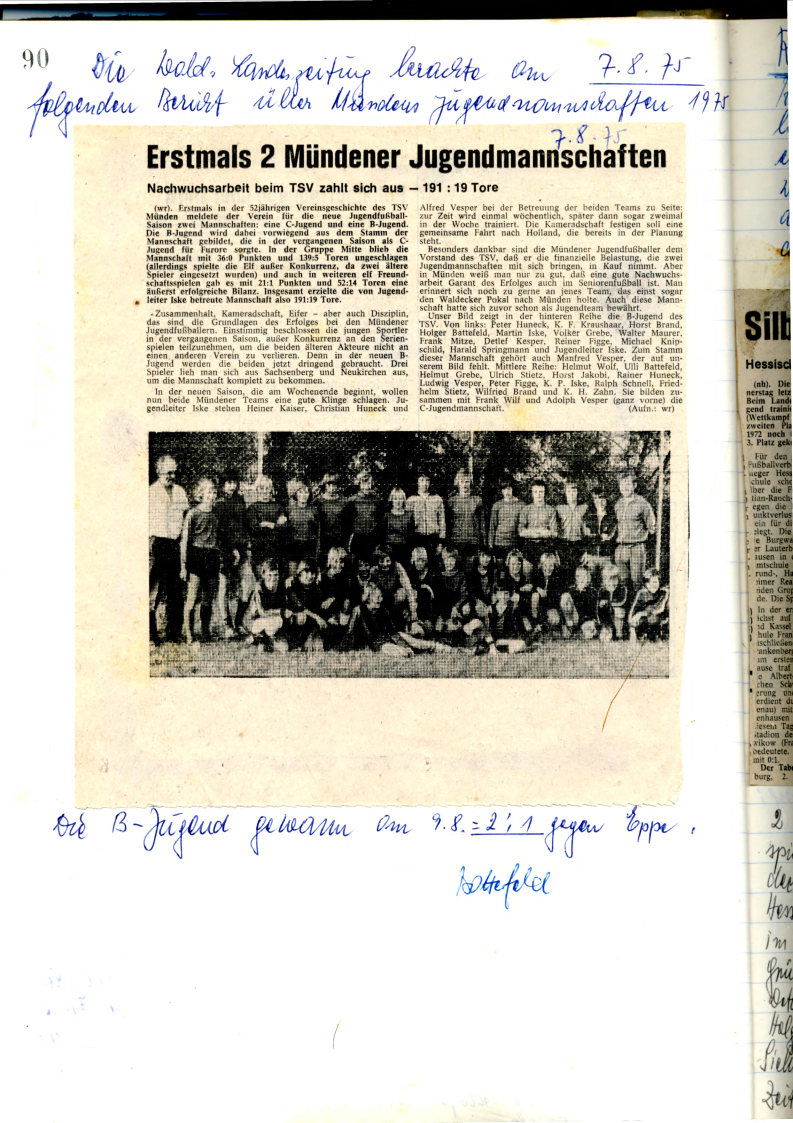 90
Die Wald. Landeszeitung brachte am 7.8.75
folgenden Bericht über Mündens Jugendmannschaften 1975
7.8.75
Erstmals 2 Mündener Jugendmannschaften
Nachwuchsarbeit beim TSV zahlt sich aus – 191 : 19 Tore
(wr). Erstmals in der 52jährigen Vereinsgeschichte des TSV
Münden meldete der Verein für die neue Jugendfußball-
Saison zwei Mannschaften: eine C-Jugend und eine B-Jugend.
Die B-Jugend wird dabei vorwiegend aus dem Stamm der
Mannschaft gebildet, die in der vergangenen Saison als C-
Jugend für Furore sorgte. In der Gruppe Mitte blieb die
Mannschaft mit 36:0 Punkten und 139:5 Toren ungeschlagen
(allerdings spielte die Elf außer Konkurrenz, da zwei ältere
Spieler eingesetzt wurden) und auch in weiteren elf Freund-
schaftsspielen gab es mit 21:1 Punkten und 52:14 Toren eine
äußerst erfolgreiche Bilanz. Insgesamt erzielte die von Jugend-
leiter Iske betreute Mannschaft also 191:19 Tore.
Zusammenhalt, Kameradschaft, Eifer – aber auch Disziplin,
das sind die Grundlagen des Erfolges bei den Mündener
Jugendfußballern. Einstimmig beschlossen die jungen Sportler
in der vergangenen Saison, außer Konkurrenz an den Serien-
spielen teilzunehmen, um die beiden älteren Akteure nicht an
einen anderen Verein zu verlieren. Denn in der neuen B-
Jugend werden die beiden jetzt dringend gebraucht. Drei
Spieler lieh man sich aus Sachsenberg und Neukirchen aus,
um die Mannschaft komplett zu bekommen.
In der neuen Saison, die am Wochenende beginnt, wollen
nun beide Mündener Teams eine gute Klinge schlagen. Ju-
gendleiter Iske stehen Heiner Kaiser, Christian Huneck und
Alfred Vesper bei der Betreuung der beiden Teams zu Seite:
zur Zeit wird einmal wöchentlich, später dann sogar zweimal
in der Woche trainiert. Die Kameradschaft festigen soll eine
gemeinsame Fahrt nach Holland, die bereits in der Planung
steht.
Besonders dankbar sind die Mündener Jugendfußballer dem
Vorstand des TSV, daß er die finanzielle Belastung, die zwei
Jugendmannschaften mit sich bringen, in Kauf nimmt. Aber
in Münden weiß man nur zu gut, daß eine gute Nachwuchs-
arbeit Garant des Erfolges auch im Seniorenfußball ist. Man
erinnert sich noch zu gerne an jenes Team, das einst sogar
den Waldecker Pokal nach Münden holte. Auch diese Mann-
schaft hatte sich zuvor schon als Jugendteam bewährt.
Unser Bild zeigt in der hinteren Reihe die B-Jugend des
TSV. Von links: Peter Huneck, K. F. Kraushaar, Horst Brand,
Holger Battefeld, Martin Iske, Volker Grebe, Walter Maurer,
Frank Mitze, Detlef Kesper, Reiner Figge, Michael Knip-
schild, Harald Springmann und Jugendleiter Iske. Zum Stamm
dieser Mannschaft gehört auch Manfred Vesper, der auf un-
serem Bild fehlt. Mittlere Reihe: Helmut Wolf, Ulli Battefeld,
Helmut Grebe, Ulrich Stietz, Horst Jakobi, Rainer Huneck,
Ludwig Vesper, Peter Figge, K. P. Iske, Ralph Schnell, Fried-
helm Stietz, Wilfried Brand und K. H. Zahn. Sie bilden zu-
sammen mit Frank Wilf und Adolph Vesper (ganz vorne) die
C-Jugendmannschaft. (Aufn.: wr)
Die B-Jugend gewann am 9.8. = 2:1 gegen Eppe.
Battefeld
Silb
Hessisch
(nb). Die
nerstag letz
Beim Lande
gend traini
(Wettkampf
zweiten Pla
1972 noch
3. Platz gek
Für den
Fußballverb